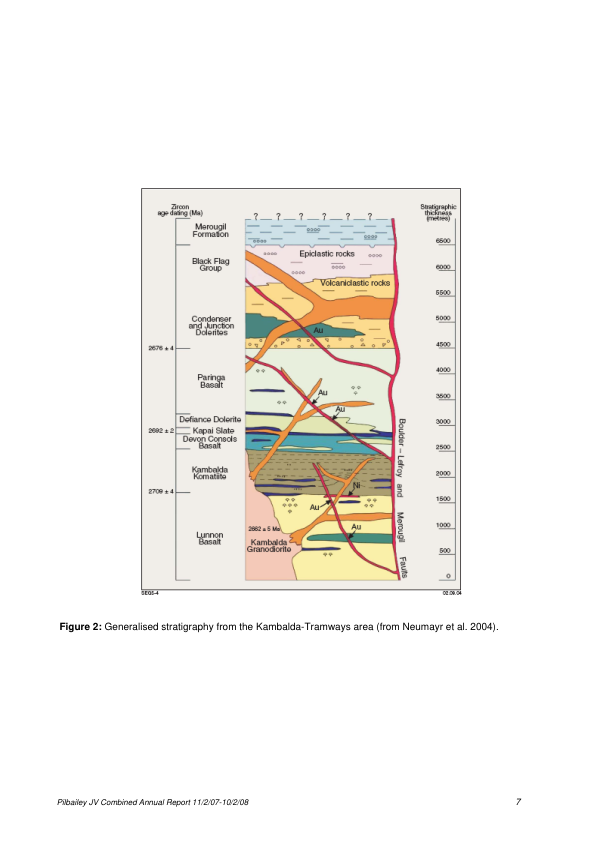 Zircon
age dating (Ma)
Stratigraphic
thickness
(metres)
? ? ? ? ? ?
Merougil
Formation
6500
Epiclastic rocks
Black Flag
Group
6000
Volcaniclastic rocks
5500
5000
Condenser
and Junction
Dolerites
Au
4500
2676 ± 4
4000
Paringa
Basalt
3500
Au
Au
Defiance Dolerite
3000
2692 ± 2
Kapai Slate
Devon Consols
Basalt
2500
Kambalda
Komatiite
2000
Ni
2709 ± 4
1500
Au
1000
2662 ± 5 Ma
Au
Lunnon
Basalt
Kambalda
Granodiorite
500
0
Boulder – Lefroy and Merougil Faults
SEG5-4
02.09.04
Figure 2: Generalised stratigraphy from the Kambalda-Tramways area (from Neumayr et al. 2004).
Pilbailey JV Combined Annual Report 11/2/07-10/2/08
7